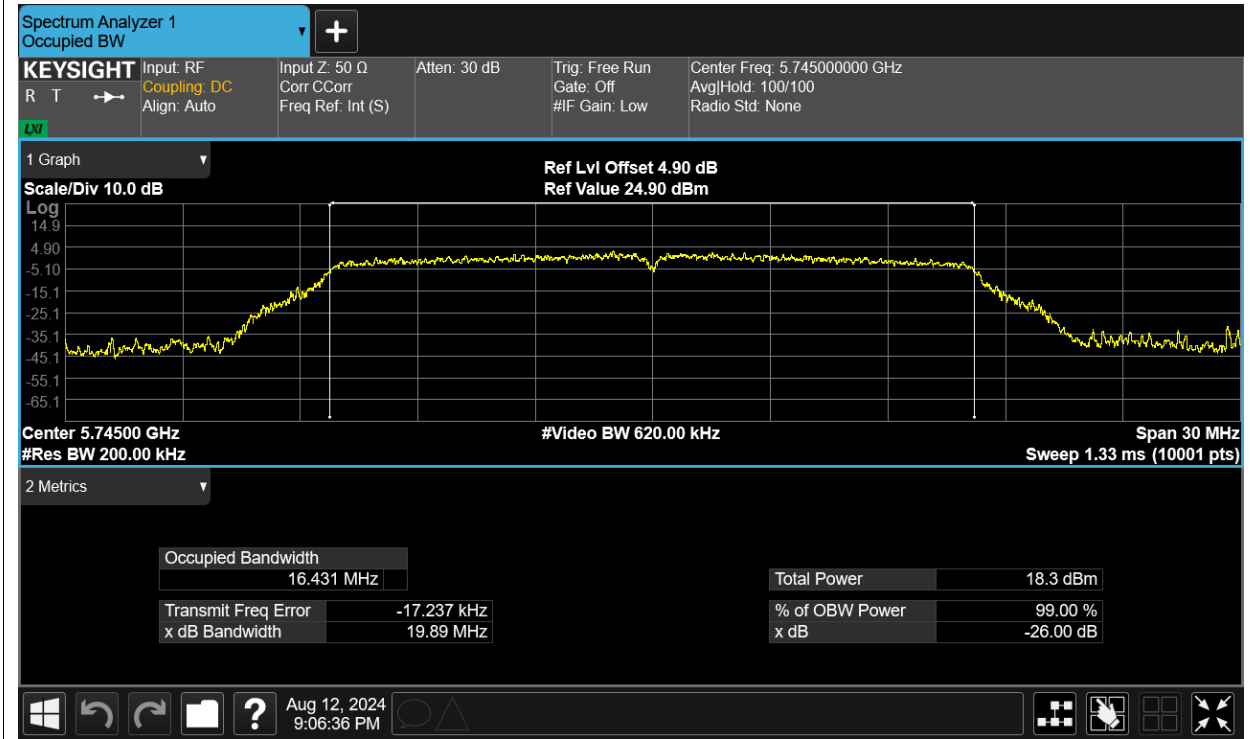 Spectrum Analyzer 1
Occupied BW
KEYSIGHT
R T
LXI
Input: RF
Coupling: DC
Align: Auto
Input Z: 50 Ω
Corr CCorr
Freq Ref: Int (S)
Atten: 30 dB
Trig: Free Run
Gate: Off
#IF Gain: Low
Center Freq: 5.745000000 GHz
Avg|Hold: 100/100
Radio Std: None
1 Graph
Scale/Div 10.0 dB
Ref Lvl Offset 4.90 dB
Ref Value 24.90 dBm
Log
14.9
4.90
-5.10
-15.1
-25.1
-35.1
-45.1
-55.1
-65.1
Center 5.74500 GHz
#Video BW 620.00 kHz
Span 30 MHz
#Res BW 200.00 kHz
Sweep 1.33 ms (10001 pts)
2 Metrics
Occupied Bandwidth
16.431 MHz
Total Power 18.3 dBm
Transmit Freq Error -17.237 kHz
% of OBW Power 99.00 %
x dB Bandwidth 19.89 MHz
x dB -26.00 dB
?
Aug 12, 2024
9:06:36 PM